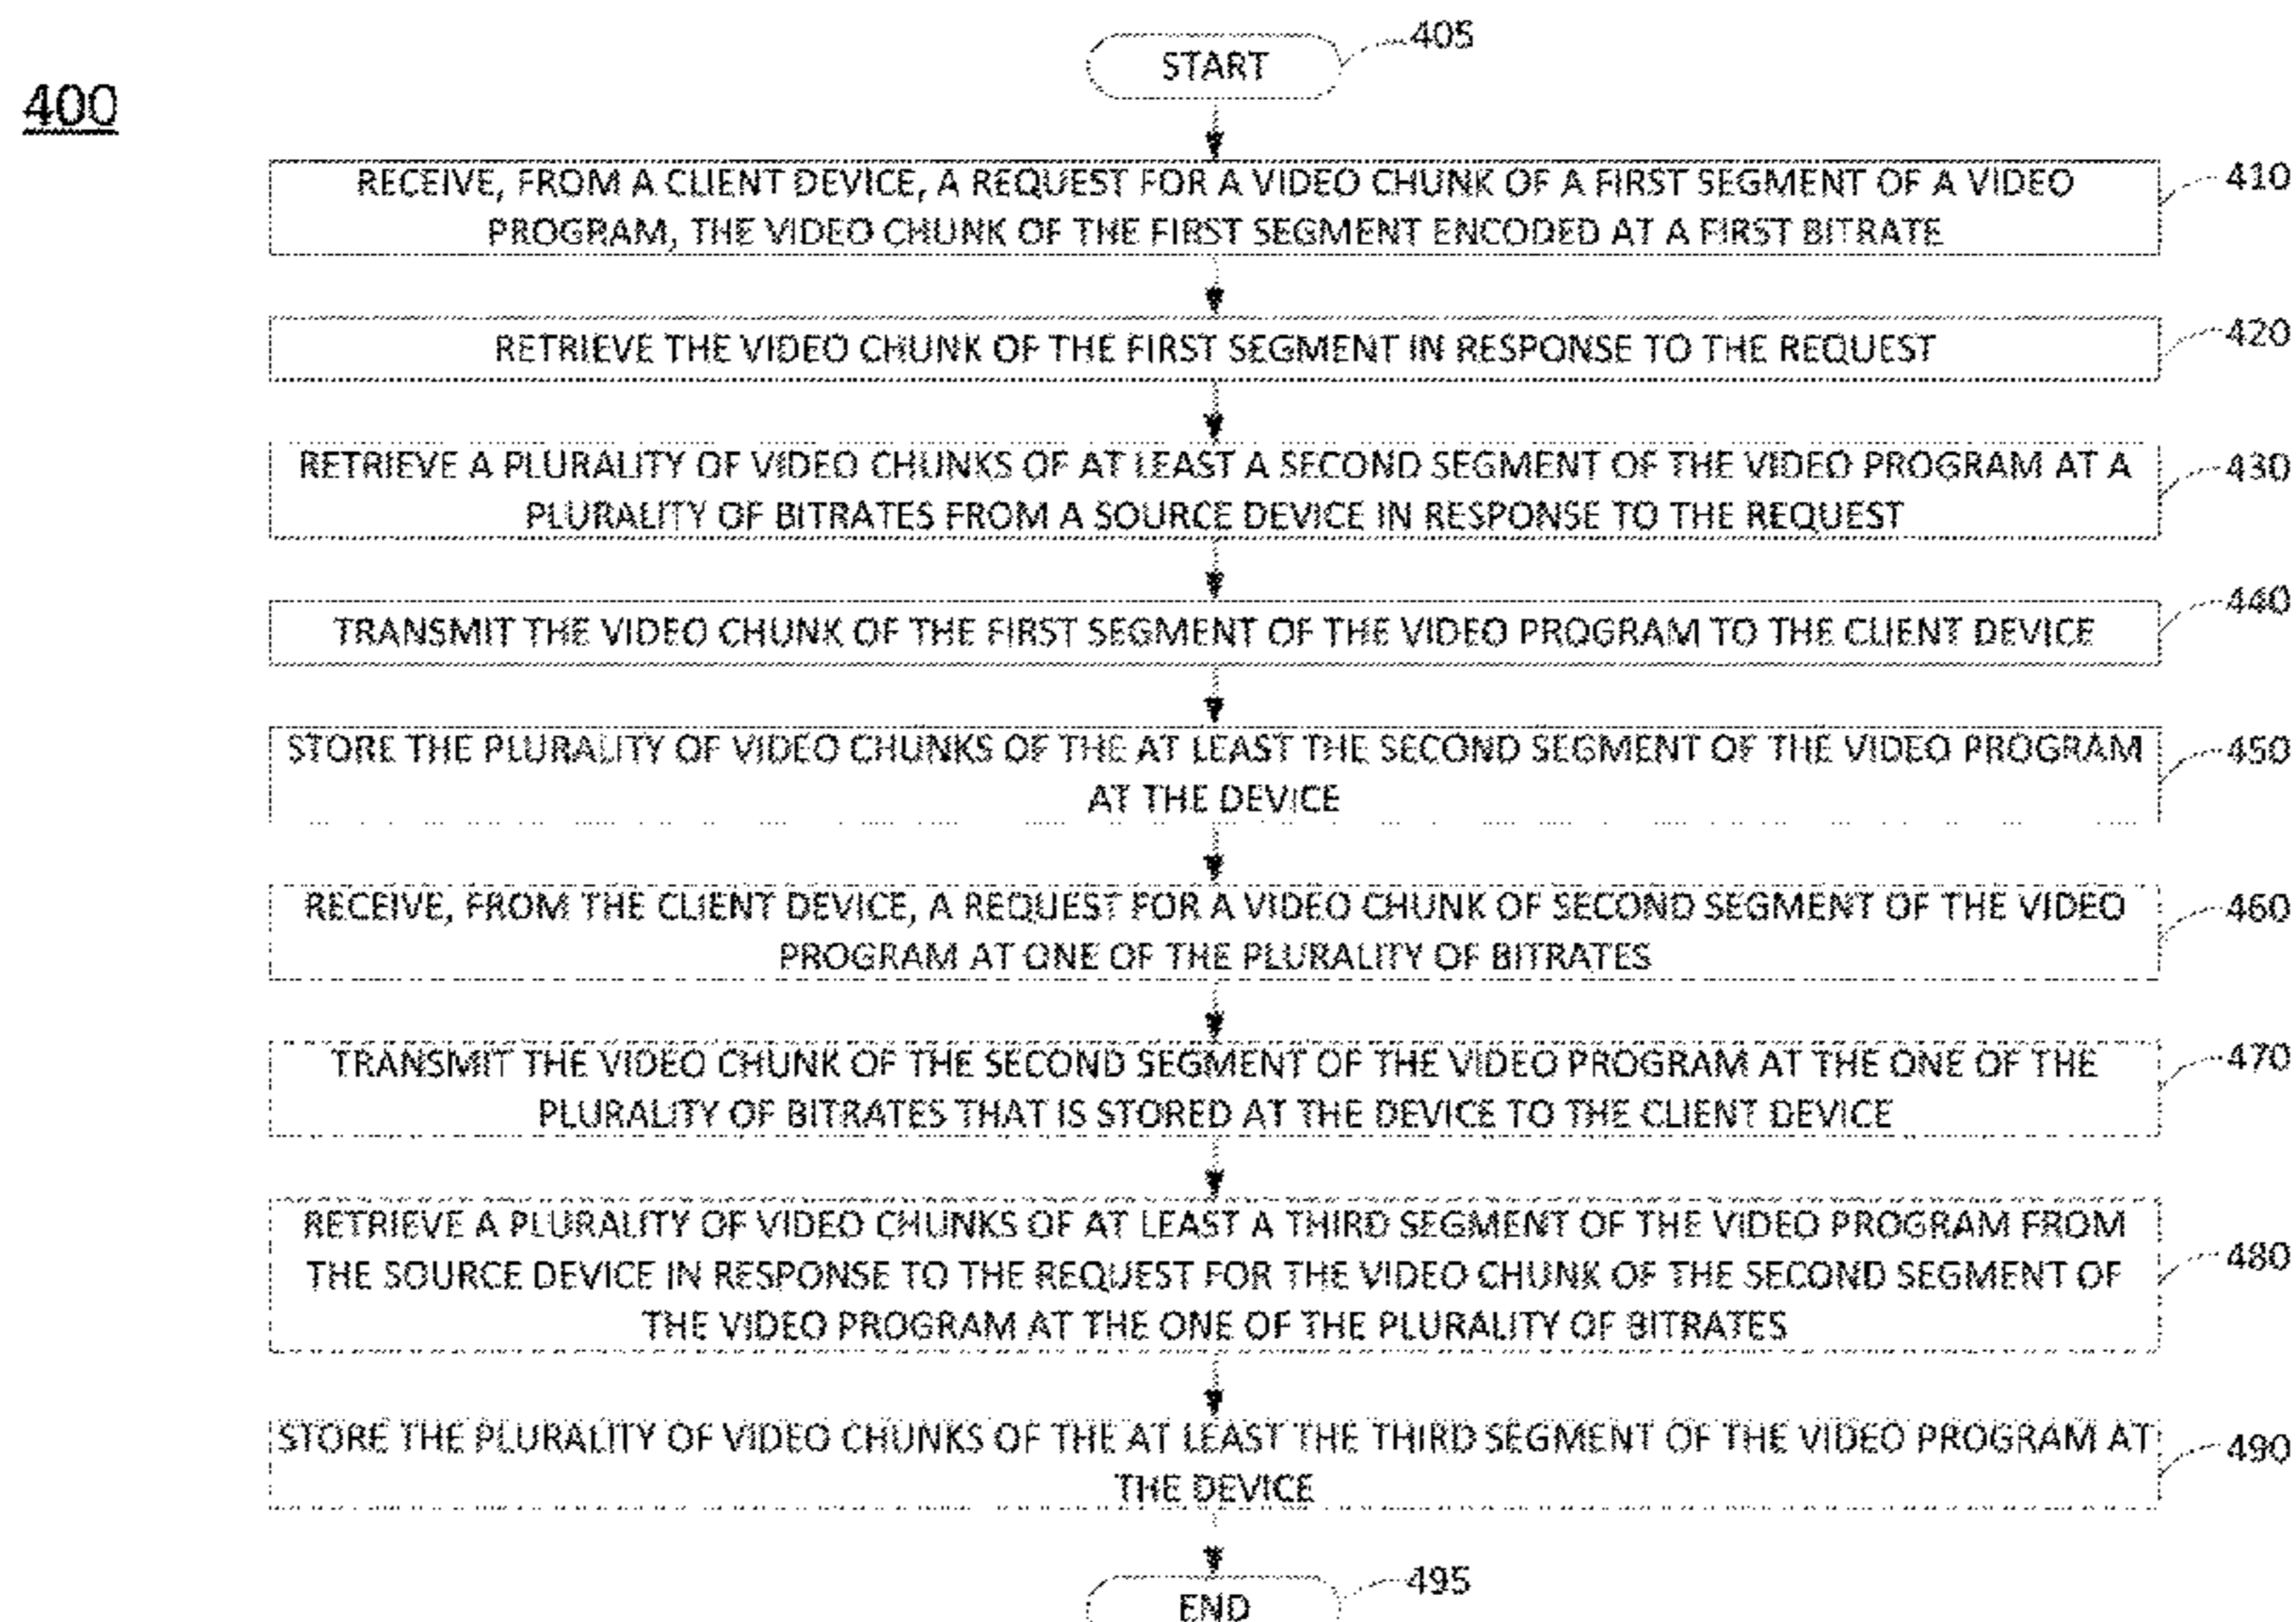 400
START
405
RECEIVE, FROM A CLIENT DEVICE, A REQUEST FOR A VIDEO CHUNK OF A FIRST SEGMENT OF A VIDEO
PROGRAM, THE VIDEO CHUNK OF THE FIRST SEGMENT ENCODED AT A FIRST BITRATE
410
RETRIEVE THE VIDEO CHUNK OF THE FIRST SEGMENT IN RESPONSE TO THE REQUEST
420
RETRIEVE A PLURALITY OF VIDEO CHUNKS OF AT LEAST A SECOND SEGMENT OF THE VIDEO PROGRAM AT A
PLURALITY OF BITRATES FROM A SOURCE DEVICE IN RESPONSE TO THE REQUEST
430
TRANSMIT THE VIDEO CHUNK OF THE FIRST SEGMENT OF THE VIDEO PROGRAM TO THE CLIENT DEVICE
440
STORE THE PLURALITY OF VIDEO CHUNKS OF THE AT LEAST THE SECOND SEGMENT OF THE VIDEO PROGRAM
AT THE DEVICE
450
RECEIVE, FROM THE CLIENT DEVICE, A REQUEST FOR A VIDEO CHUNK OF SECOND SEGMENT OF THE VIDEO
PROGRAM AT ONE OF THE PLURALITY OF BITRATES
460
TRANSMIT THE VIDEO CHUNK OF THE SECOND SEGMENT OF THE VIDEO PROGRAM AT THE ONE OF THE
PLURALITY OF BITRATES THAT IS STORED AT THE DEVICE TO THE CLIENT DEVICE
470
RETRIEVE A PLURALITY OF VIDEO CHUNKS OF AT LEAST A THIRD SEGMENT OF THE VIDEO PROGRAM FROM
THE SOURCE DEVICE IN RESPONSE TO THE REQUEST FOR THE VIDEO CHUNK OF THE SECOND SEGMENT OF
THE VIDEO PROGRAM AT THE ONE OF THE PLURALITY OF BITRATES
480
STORE THE PLURALITY OF VIDEO CHUNKS OF THE AT LEAST THE THIRD SEGMENT OF THE VIDEO PROGRAM AT
THE DEVICE
490
END
495